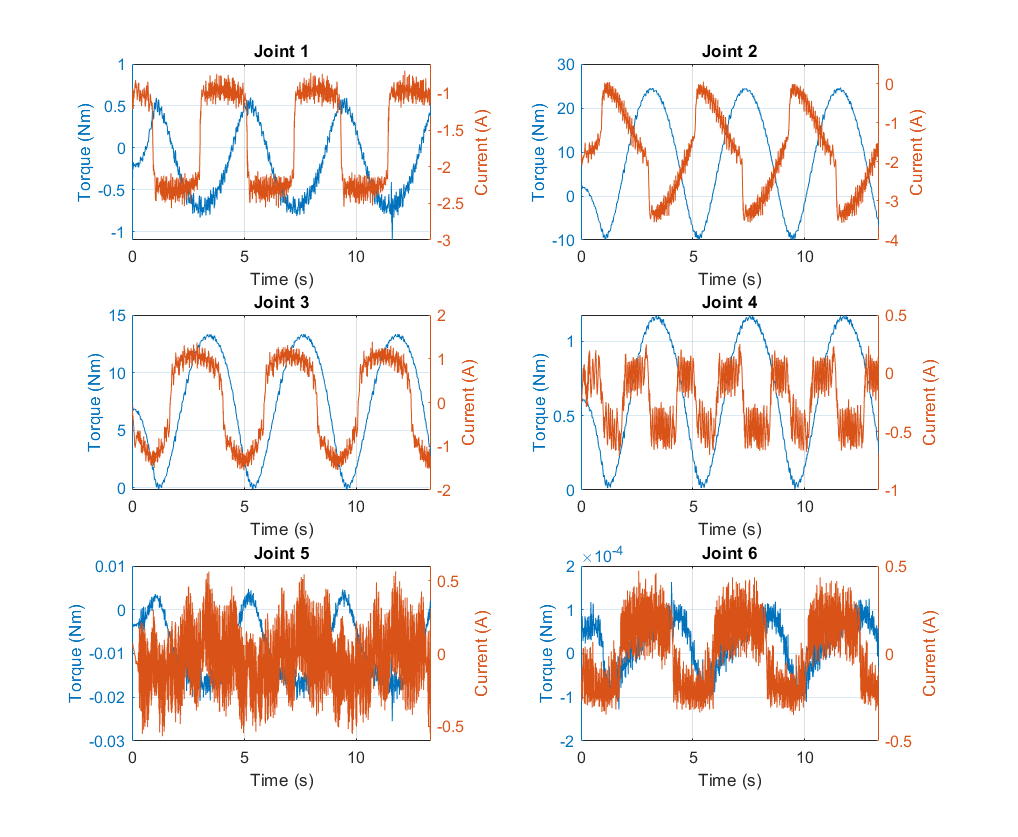 Joint 1
Torque (Nm)
1
0.5
0
-0.5
-1
Current (A)
-1
-1.5
-2
-2.5
-3
0 5 10
Time (s)
Joint 2
Torque (Nm)
30
20
10
0
-10
Current (A)
0
-1
-2
-3
-4
0 5 10
Time (s)
Joint 3
Torque (Nm)
15
10
5
0
Current (A)
2
1
0
-1
-2
0 5 10
Time (s)
Joint 4
Torque (Nm)
1
0.5
0
Current (A)
0.5
0
-0.5
-1
0 5 10
Time (s)
Joint 5
Torque (Nm)
0.01
0
-0.01
-0.02
-0.03
Current (A)
0.5
0
-0.5
0 5 10
Time (s)
Joint 6
×10⁻⁴
Torque (Nm)
2
1
0
-1
-2
Current (A)
0.5
0
-0.5
0 5 10
Time (s)